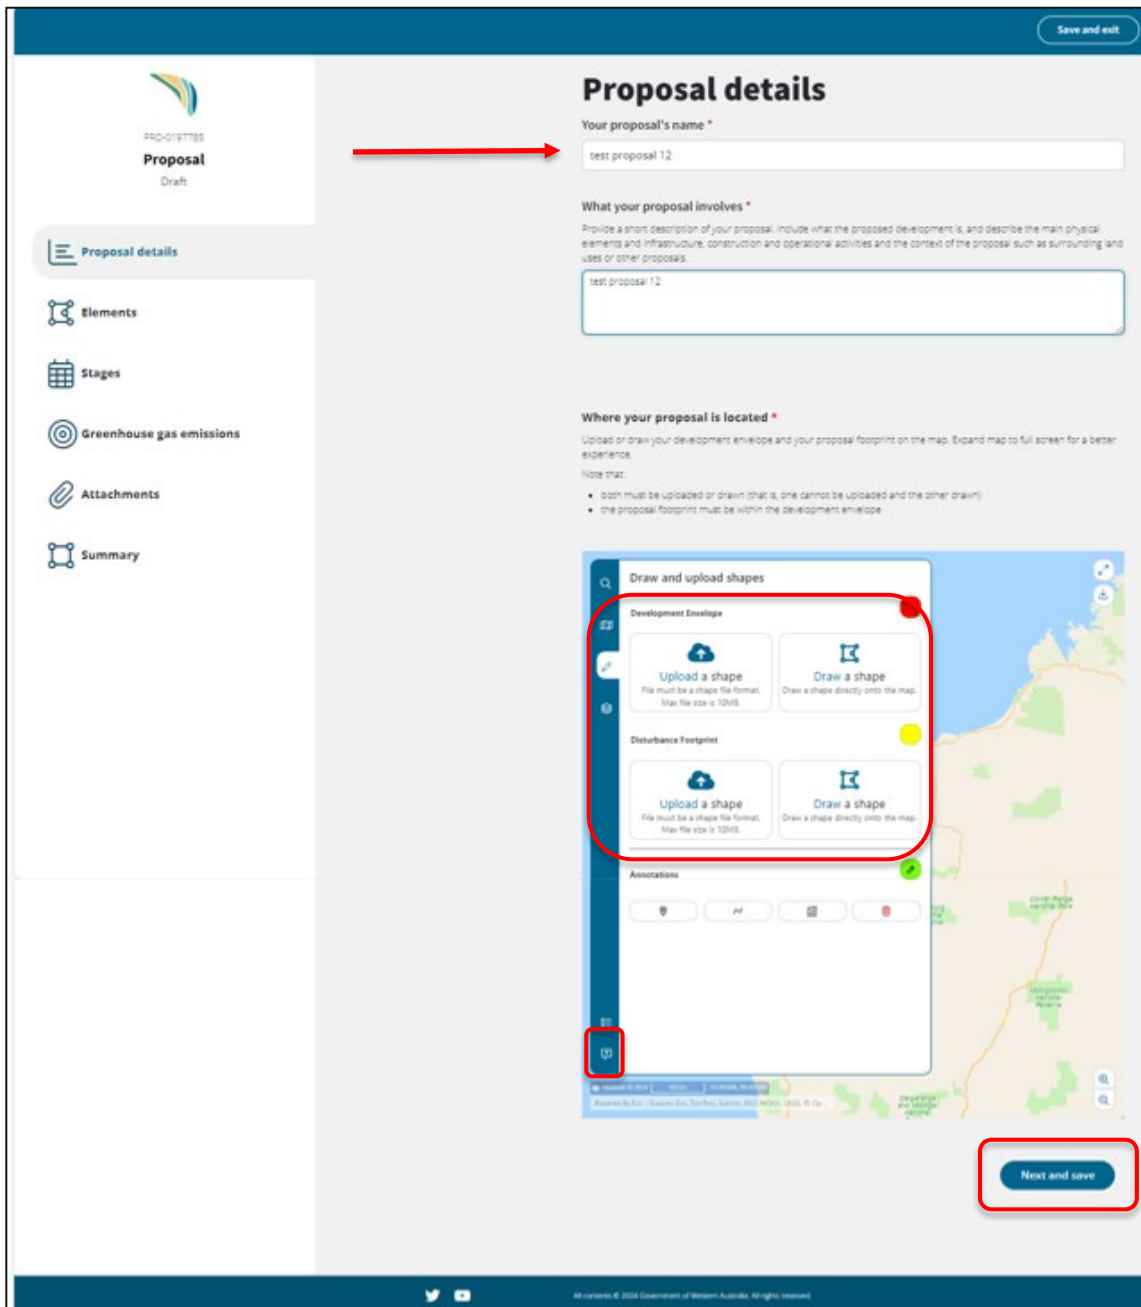 Save and exit
PRO-0197785
Proposal
Draft
Proposal details
Elements
Stages
Greenhouse gas emissions
Attachments
Summary
Proposal details
Your proposal's name *
test proposal 12
What your proposal involves *
Provide a short description of your proposal. Include what the proposed development is, and describe the main physical
elements and infrastructure, construction and operational activities and the context of the proposal such as surrounding land
uses or other proposals.
test proposal 12
Where your proposal is located *
Upload or draw your development envelope and your proposal footprint on the map. Expand map to full screen for a better
experience.
Note that:
• both must be uploaded or drawn (that is, one cannot be uploaded and the other drawn)
• the proposal footprint must be within the development envelope
Draw and upload shapes
Development Envelope
Upload a shape
File must be a shape file format.
Max file size is 10MB.
Draw a shape
Draw a shape directly onto the map.
Disturbance Footprint
Upload a shape
File must be a shape file format.
Max file size is 10MB.
Draw a shape
Draw a shape directly onto the map.
Annotations
Next and save
All contents © 2024 Government of Western Australia. All rights reserved.